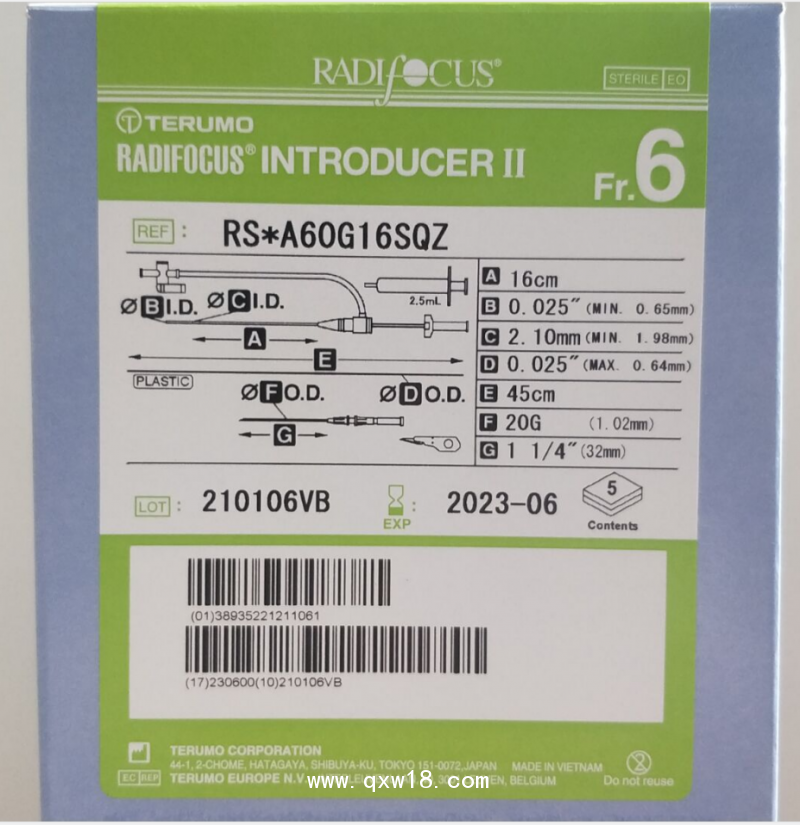 RADIFOCUS®
STERILE EO
TERUMO
RADIFOCUS® INTRODUCER II
Fr.6
REF : RS*A60G16SQZ
2.5mL
Ø B I.D. Ø C I.D.
A
E
PLASTIC
Ø F O.D. Ø D O.D.
G
A 16cm
B 0.025″ (MIN. 0.65mm)
C 2.10mm (MIN. 1.98mm)
D 0.025″ (MAX. 0.64mm)
E 45cm
F 20G (1.02mm)
G 1 1/4″ (32mm)
LOT : 210106VB
EXP : 2023-06
5
Contents
(01)38935221211061
(17)230600(10)210106VB
TERUMO CORPORATION
44-1, 2-CHOME, HATAGAYA, SHIBUYA-KU, TOKYO 151-0072, JAPAN MADE IN VIETNAM
EC REP TERUMO EUROPE N.V. BELGIUM
2
Do not reuse
www.qxw18.com